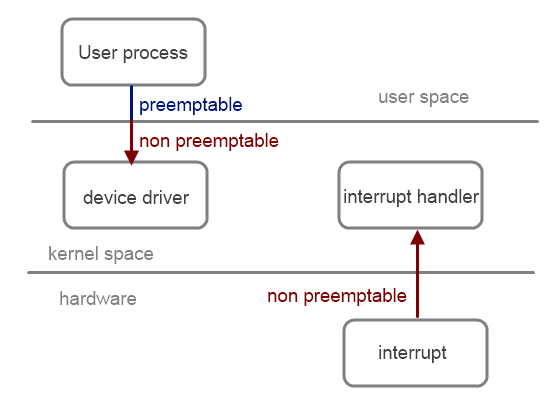 User process
preemptable
user space
non preemptable
device driver
interrupt handler
kernel space
hardware
non preemptable
interrupt